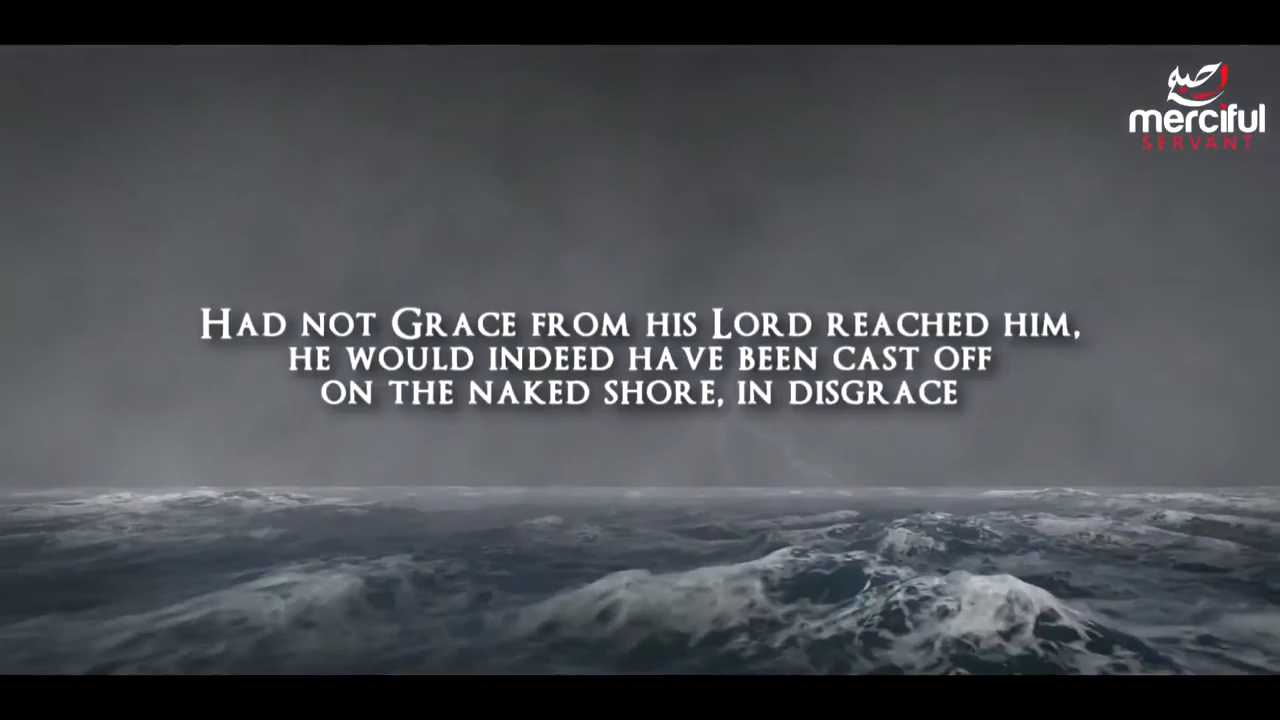 merciful
SERVANT
Had not Grace from his Lord reached him,
he would indeed have been cast off
on the naked shore, in disgrace